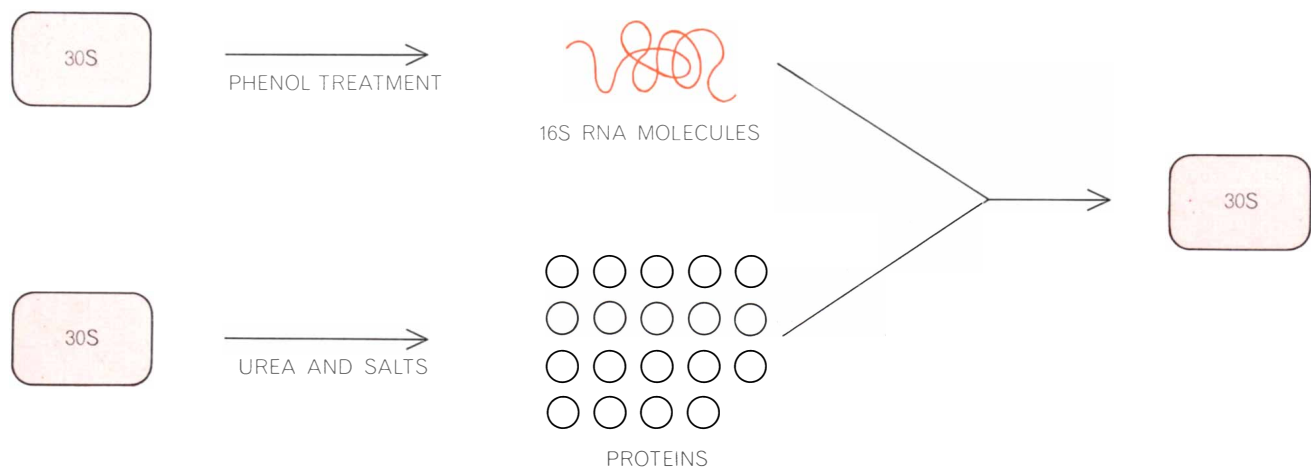 30S
PHENOL TREATMENT
16S RNA MOLECULES
30S
30S
UREA AND SALTS
PROTEINS